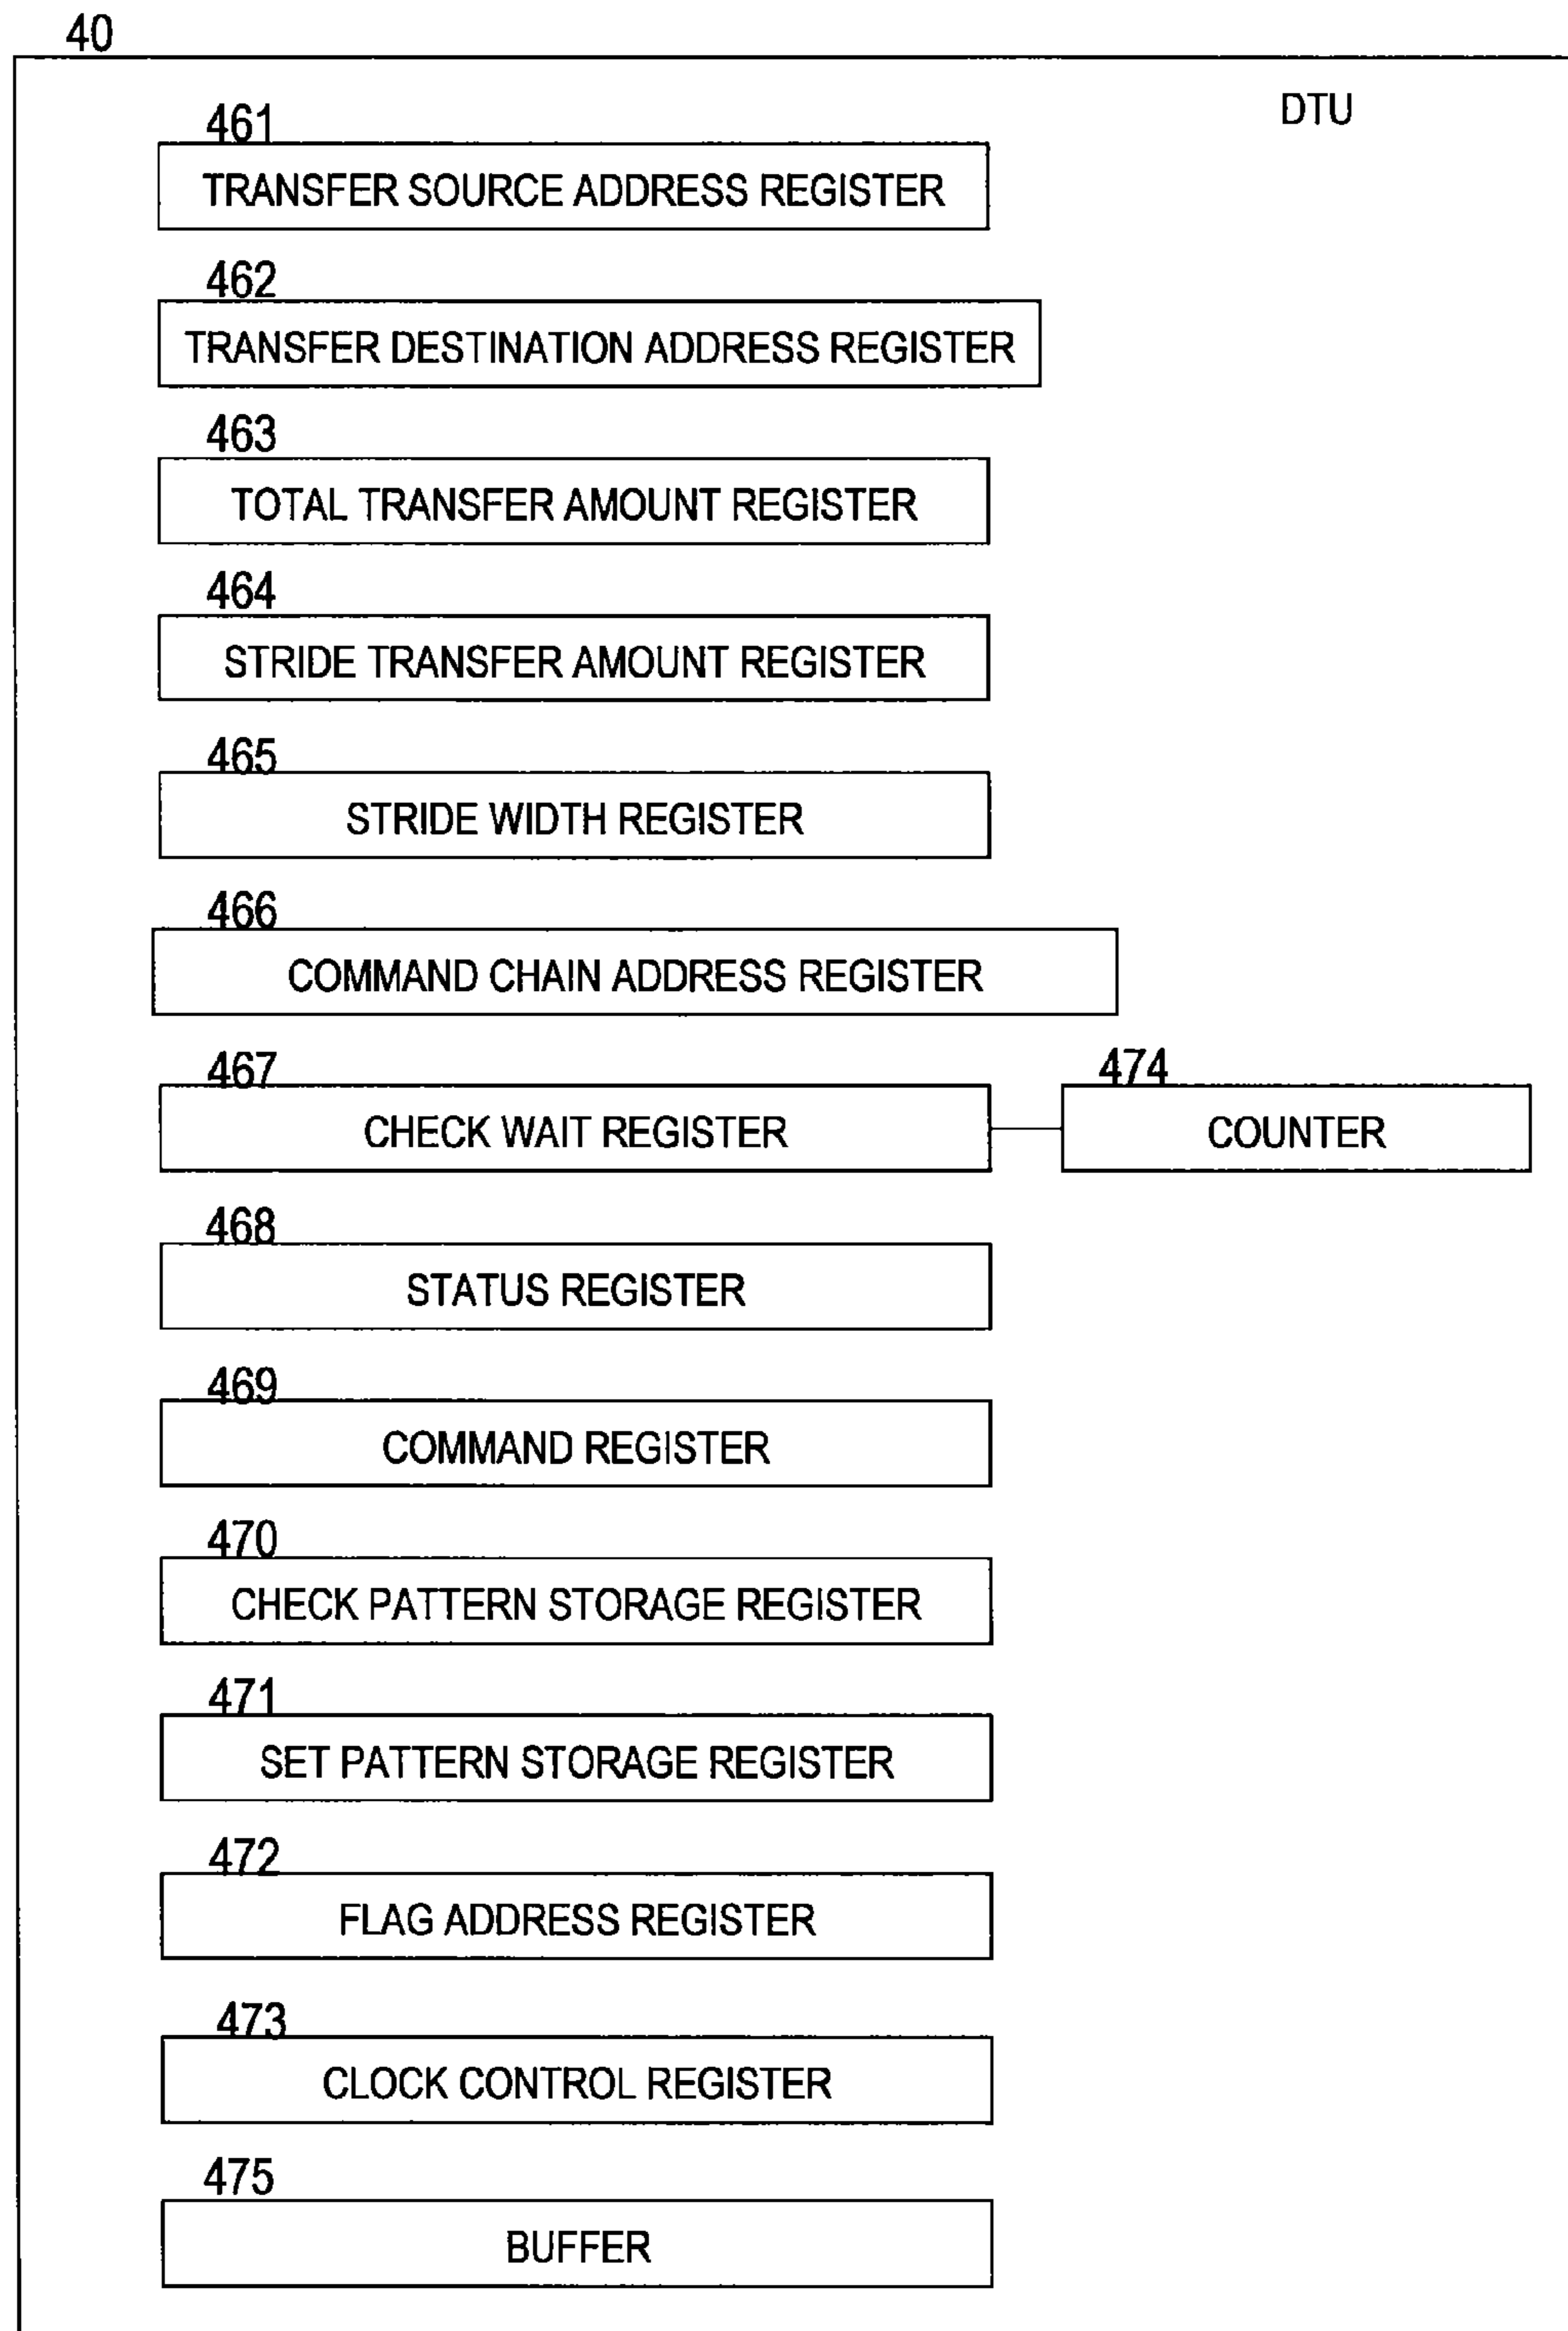 40
DTU
461
TRANSFER SOURCE ADDRESS REGISTER
462
TRANSFER DESTINATION ADDRESS REGISTER
463
TOTAL TRANSFER AMOUNT REGISTER
464
STRIDE TRANSFER AMOUNT REGISTER
465
STRIDE WIDTH REGISTER
466
COMMAND CHAIN ADDRESS REGISTER
467
CHECK WAIT REGISTER
474
COUNTER
468
STATUS REGISTER
469
COMMAND REGISTER
470
CHECK PATTERN STORAGE REGISTER
471
SET PATTERN STORAGE REGISTER
472
FLAG ADDRESS REGISTER
473
CLOCK CONTROL REGISTER
475
BUFFER